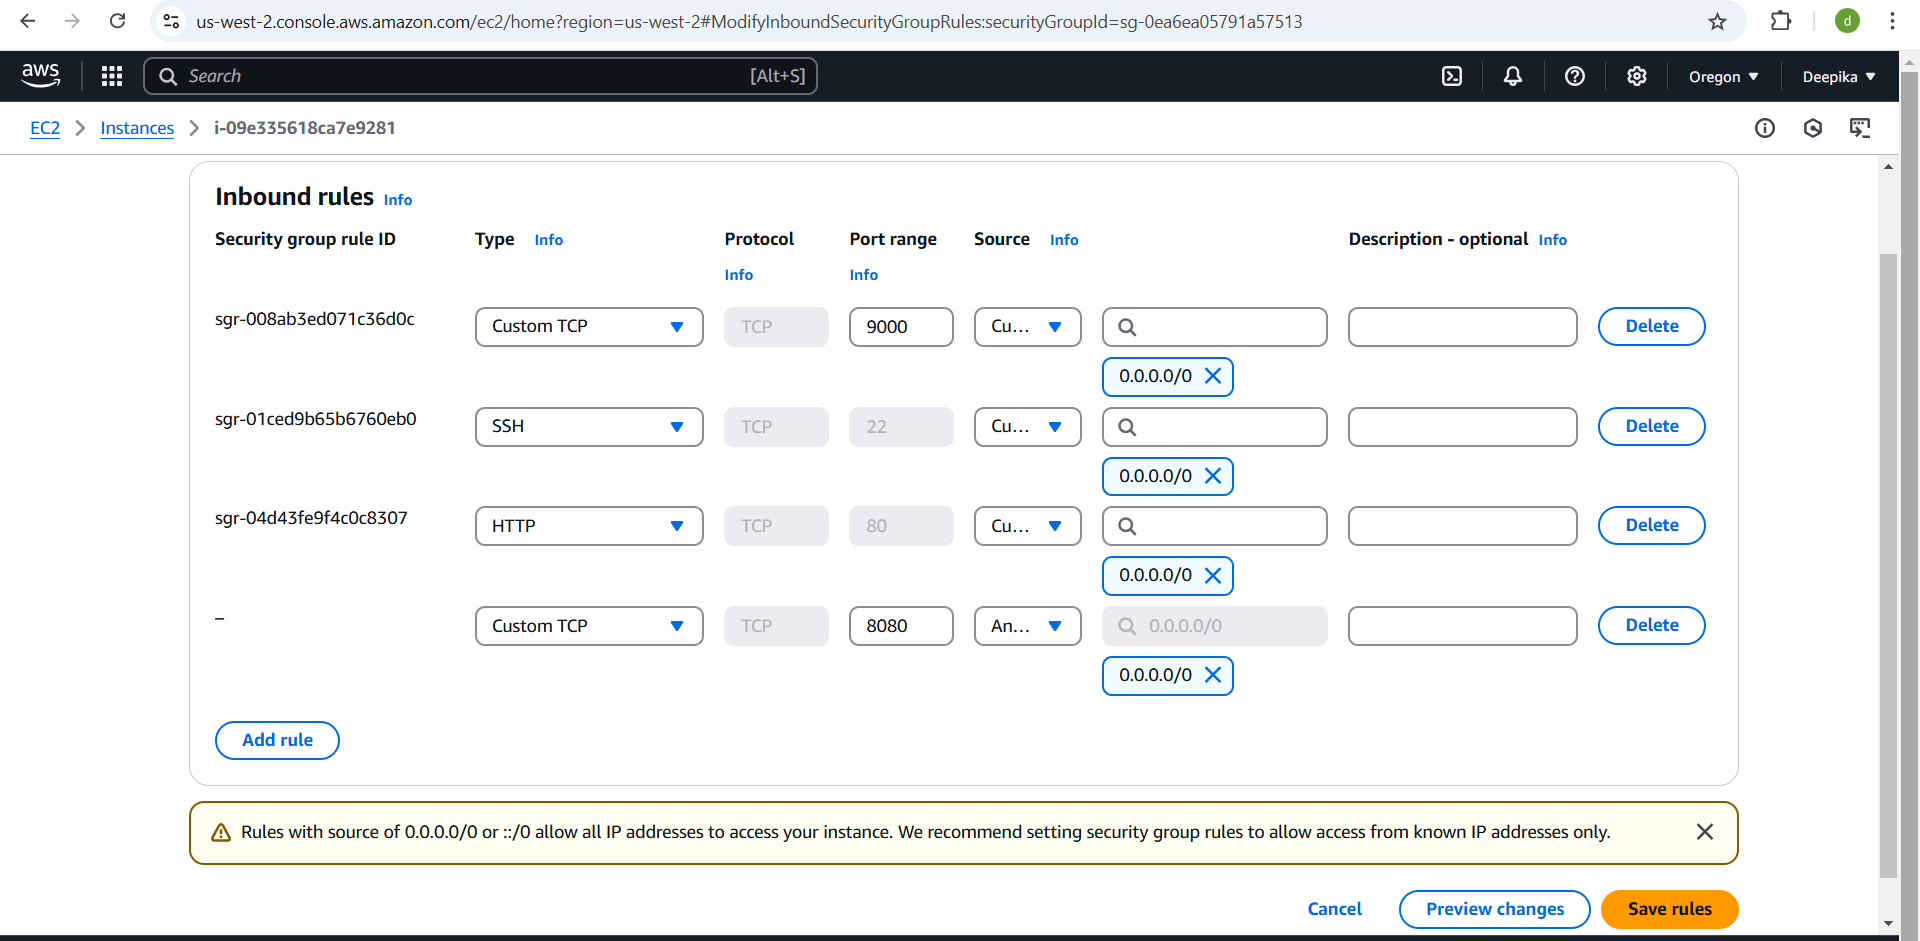 us-west-2.console.aws.amazon.com/ec2/home?region=us-west-2#ModifyInboundSecurityGroupRules:securityGroupId=sg-0ea6ea05791a57513
d
aws
Search
[Alt+S]
Oregon
Deepika
EC2
Instances
i-09e335618ca7e9281
Inbound rules Info
Security group rule ID
Type Info
Protocol
Info
Port range
Info
Source Info
Description - optional Info
sgr-008ab3ed071c36d0c
Custom TCP
TCP
9000
Cu...
Delete
0.0.0.0/0
sgr-01ced9b65b6760eb0
SSH
TCP
22
Cu...
Delete
0.0.0.0/0
sgr-04d43fe9f4c0c8307
HTTP
TCP
80
Cu...
Delete
0.0.0.0/0
–
Custom TCP
TCP
8080
An...
0.0.0.0/0
Delete
0.0.0.0/0
Add rule
Rules with source of 0.0.0.0/0 or ::/0 allow all IP addresses to access your instance. We recommend setting security group rules to allow access from known IP addresses only.
Cancel
Preview changes
Save rules